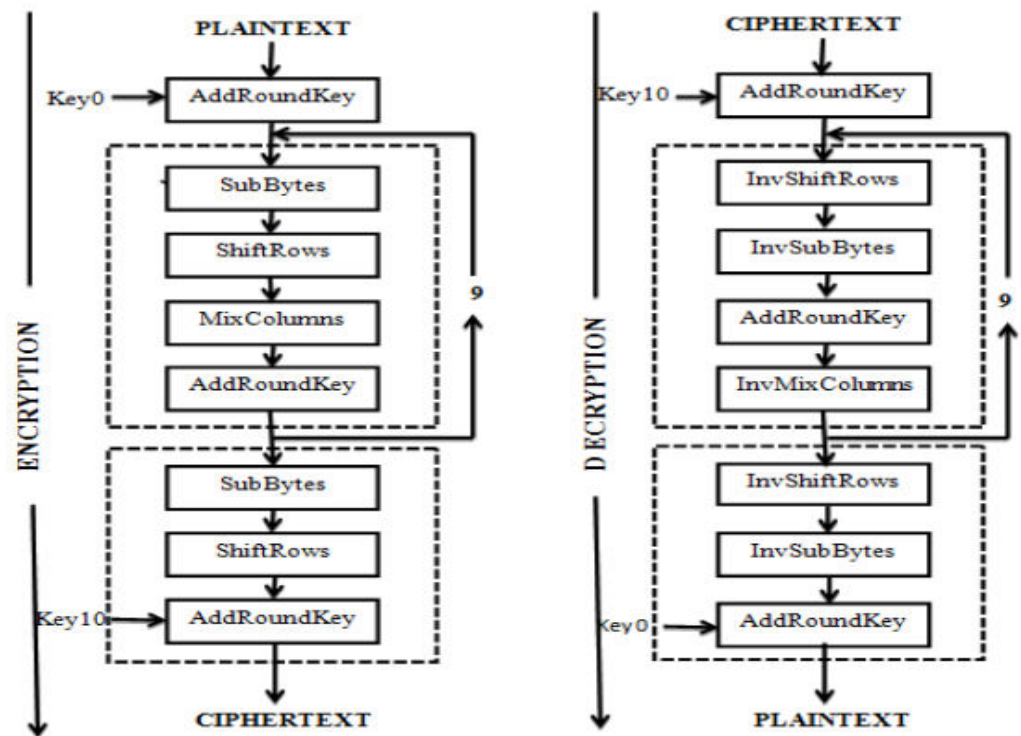 PLAINTEXT
Key0
AddRoundKey
SubBytes
ShiftRows
MixColumns
AddRoundKey
9
SubBytes
ShiftRows
Key10
AddRoundKey
CIPHERTEXT
ENCRYPTION
CIPHERTEXT
Key10
AddRoundKey
InvShiftRows
InvSubBytes
AddRoundKey
InvMixColumns
9
InvShiftRows
InvSubBytes
Key0
AddRoundKey
PLAINTEXT
DECRYPTION